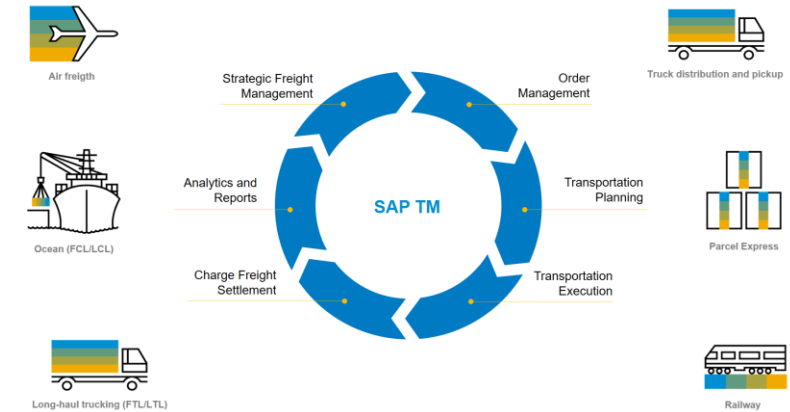 Air freigth
Truck distribution and pickup
Strategic Freight
Management
Order
Management
Analytics and
Reports
SAP TM
Transportation
Planning
Ocean (FCL/LCL)
Parcel Express
Charge Freight
Settlement
Transportation
Execution
Long-haul trucking (FTL/LTL)
Railway